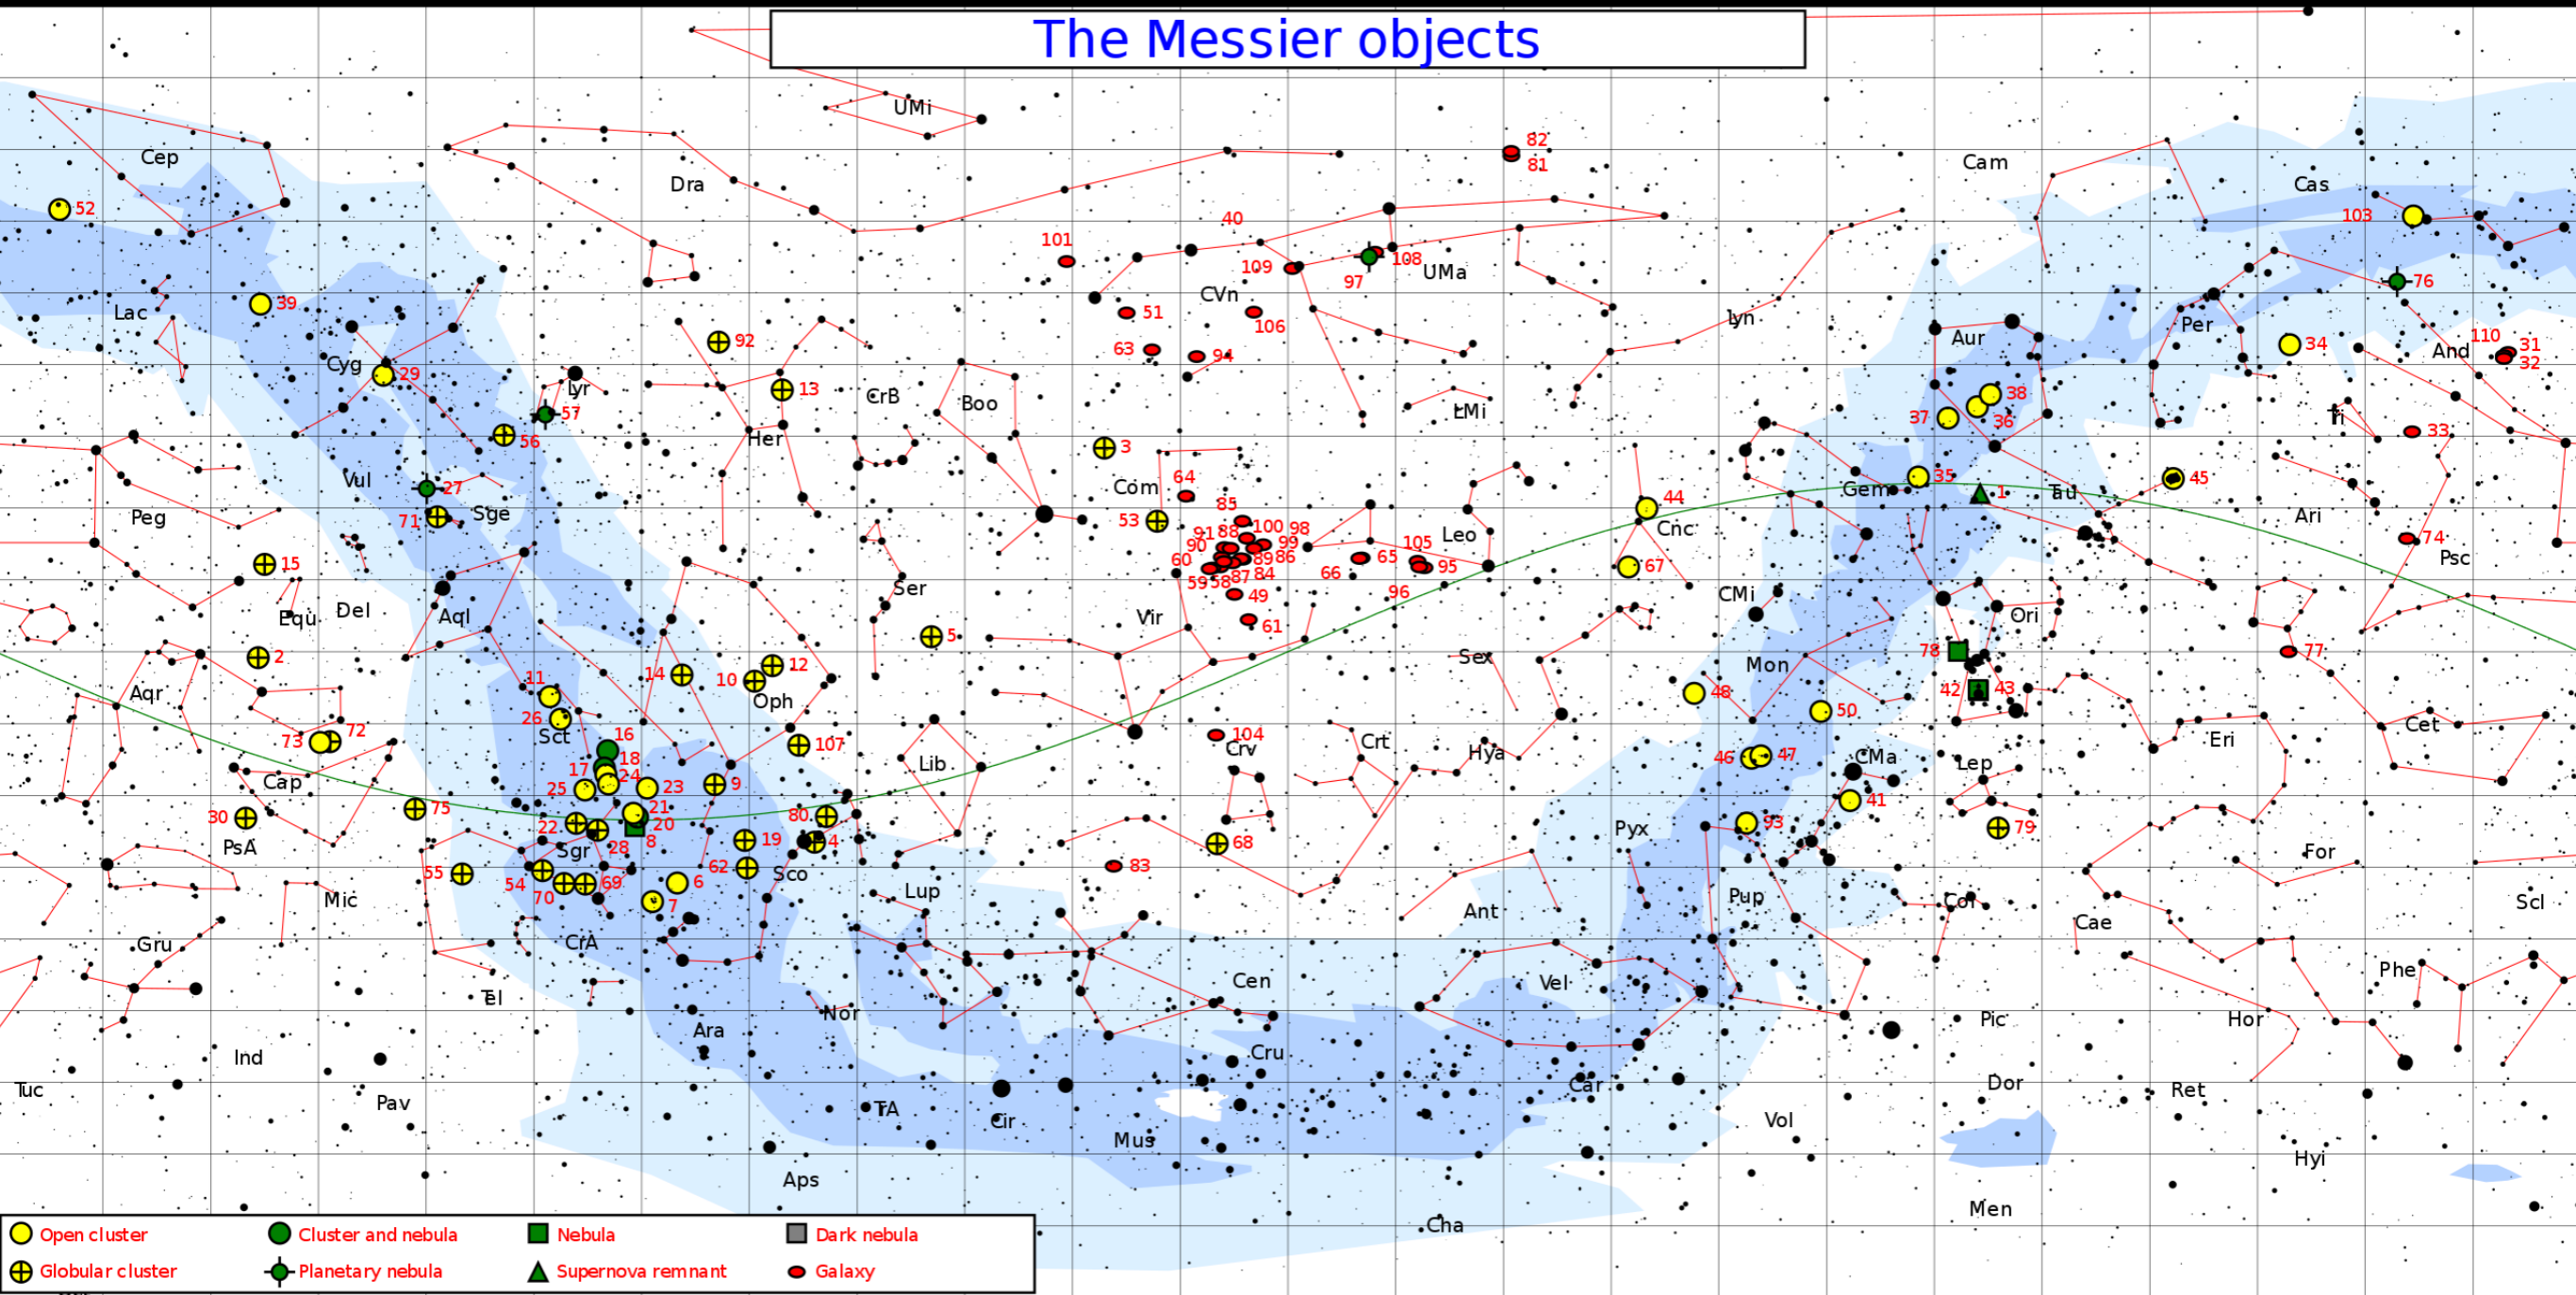 The Messier objects
UMi
82
Cep
81
Cam
Dra
Cas
52
40
103
101
109
108
UMa
97
76
CVn
39
Lac
51
106
lyn
Per
92
63
94
Aur
34
110
31
And
32
Cyg
29
lyr
13
CrB
Boo
LMi
38
57
37
36
Tri
33
56
Her
3
64
Com
Vul
27
35
45
Gem
1
Tau
44
85
71
Sge
53
Peg
Cnc
Ari
91
88
100
98
Leo
90
99
105
74
60
89
86
65
95
Psc
15
66
67
59
58
87
84
Ser
96
49
CMi
Equ
Del
Aql
Vir
61
Ori
5
2
78
77
Sex
Mon
12
14
10
11
Aqr
42
43
48
Oph
26
50
Cet
73
72
Sct
16
107
104
Crt
Eri
Crv
Hya
46
47
CMa
17
18
Lib
Lep
24
Cap
25
23
9
41
75
21
80
30
22
20
93
79
28
8
19
4
68
Pyx
PsA
Sgr
For
55
62
83
Sco
54
69
6
Lup
70
7
Mic
Ant
Pup
Col
Scl
Gru
CrA
Cae
Phe
Cen
Vel
Tel
Nor
Ara
Pic
Hor
Ind
Cru
Dor
Car
Tuc
Ret
Pav
TrA
Cir
Vol
Mus
Hyi
Aps
Men
Cha
Open cluster
Cluster and nebula
Nebula
Dark nebula
Globular cluster
Planetary nebula
Supernova remnant
Galaxy